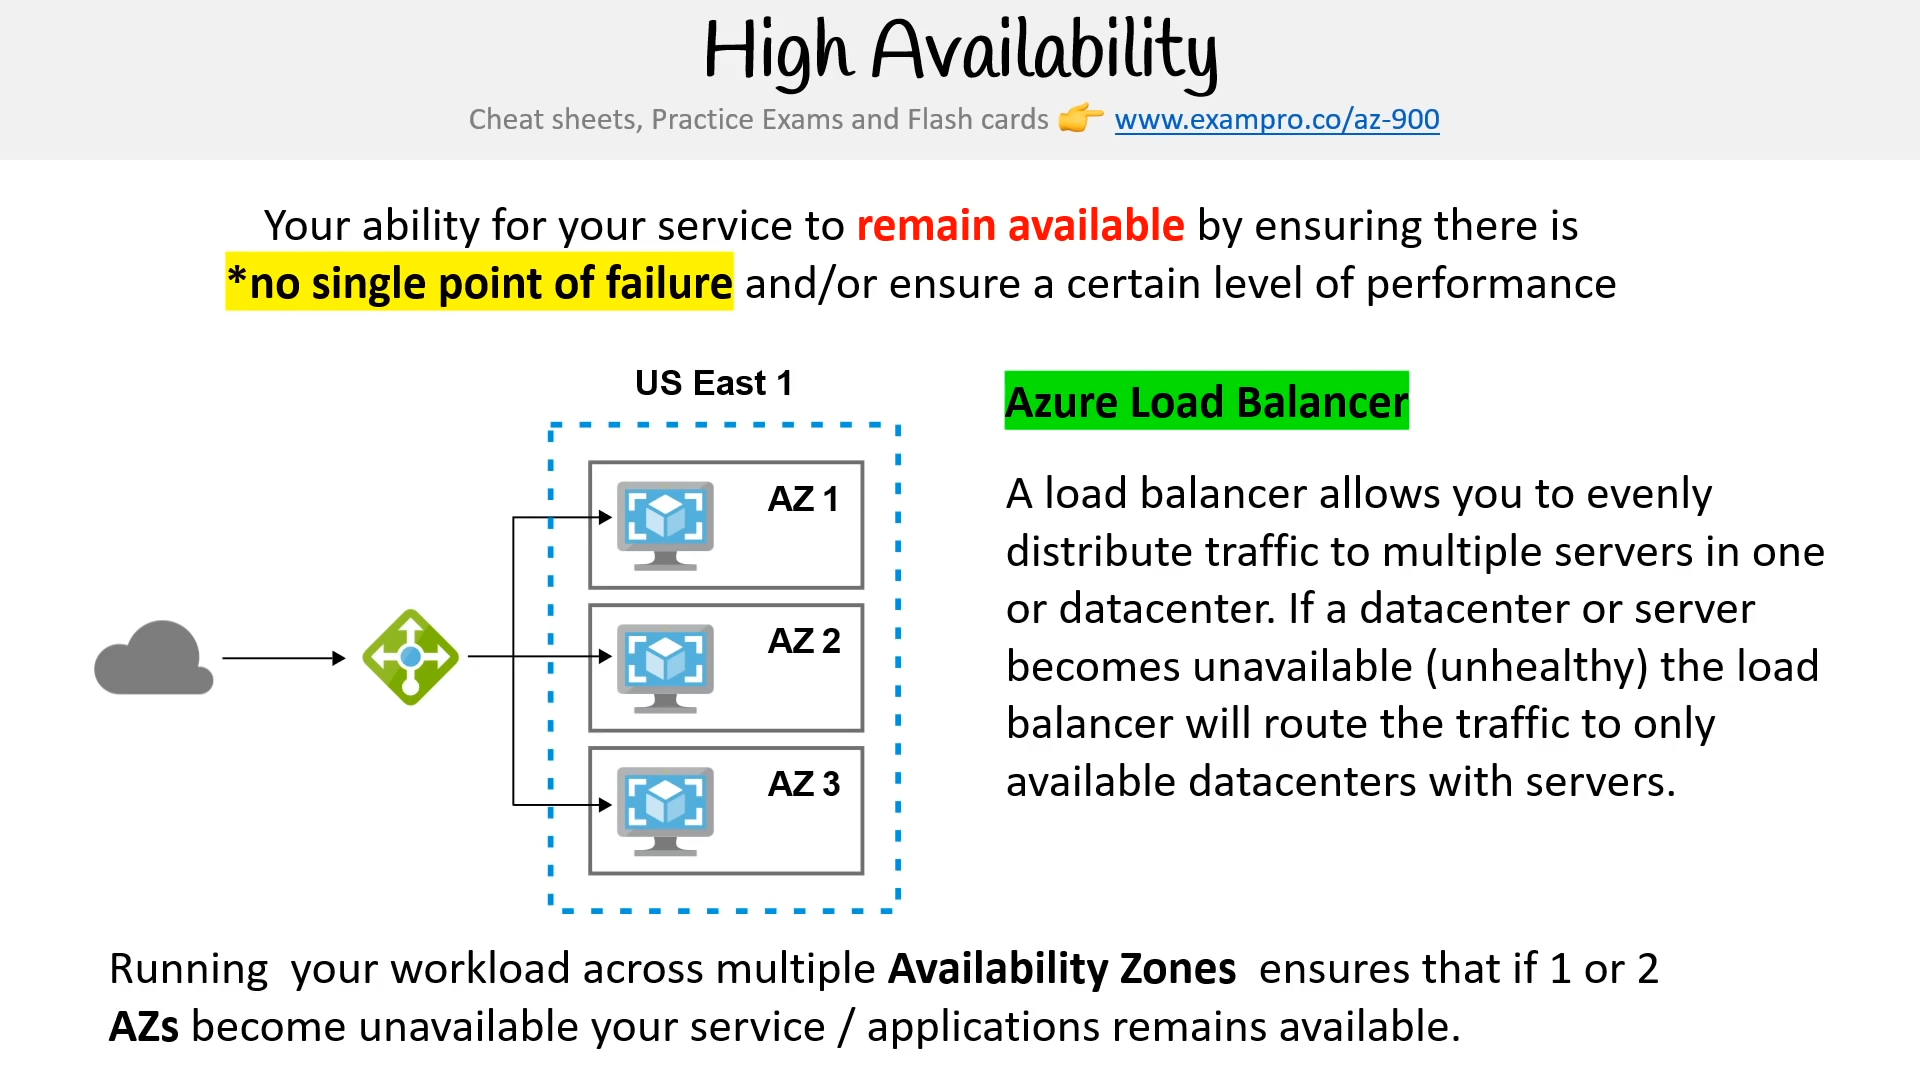 High Availability
Cheat sheets, Practice Exams and Flash cards 👉 www.exampro.co/az-900
Your ability for your service to remain available by ensuring there is
*no single point of failure and/or ensure a certain level of performance
US East 1
AZ 1
AZ 2
AZ 3
Azure Load Balancer
A load balancer allows you to evenly
distribute traffic to multiple servers in one
or datacenter. If a datacenter or server
becomes unavailable (unhealthy) the load
balancer will route the traffic to only
available datacenters with servers.
Running  your workload across multiple Availability Zones  ensures that if 1 or 2
AZs become unavailable your service / applications remains available.